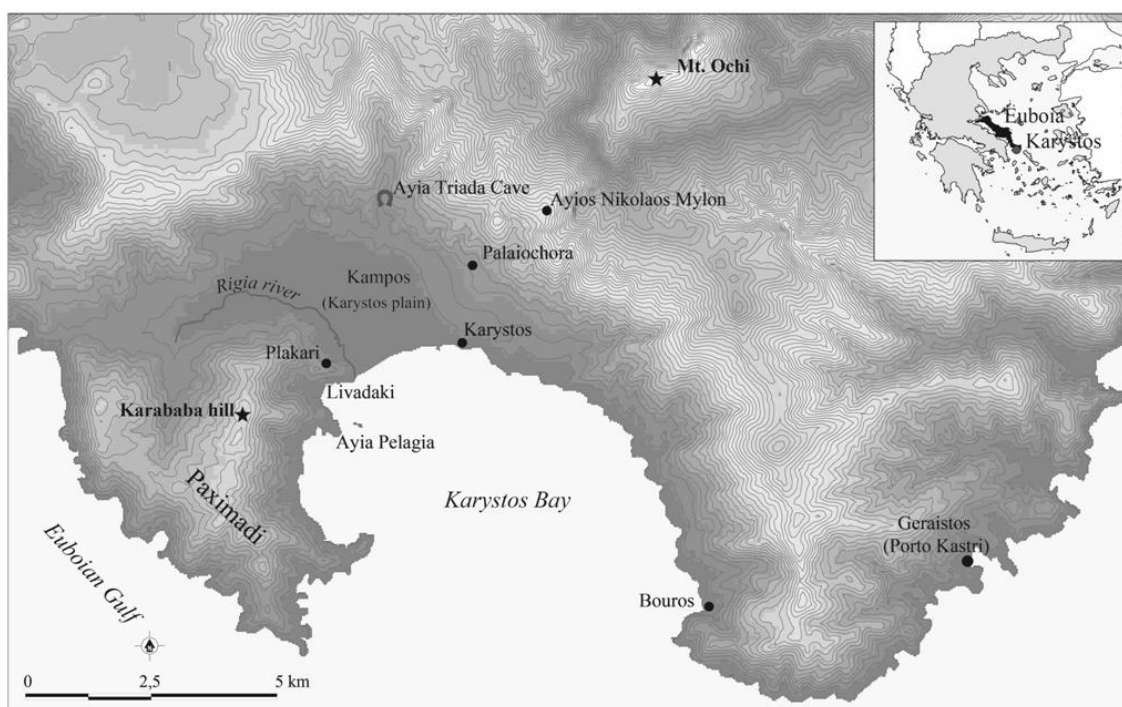 Mt. Ochi
Euboia
Karystos
Ayia Triada Cave
Ayios Nikolaos Mylon
Palaiochora
Kampos
(Karystos plain)
Rigia river
Karystos
Plakari
Livadaki
Karababa hill
Ayia Pelagia
Paximadi
Karystos Bay
Euboian Gulf
Geraistos
(Porto Kastri)
Bouros
0 2,5 5 km